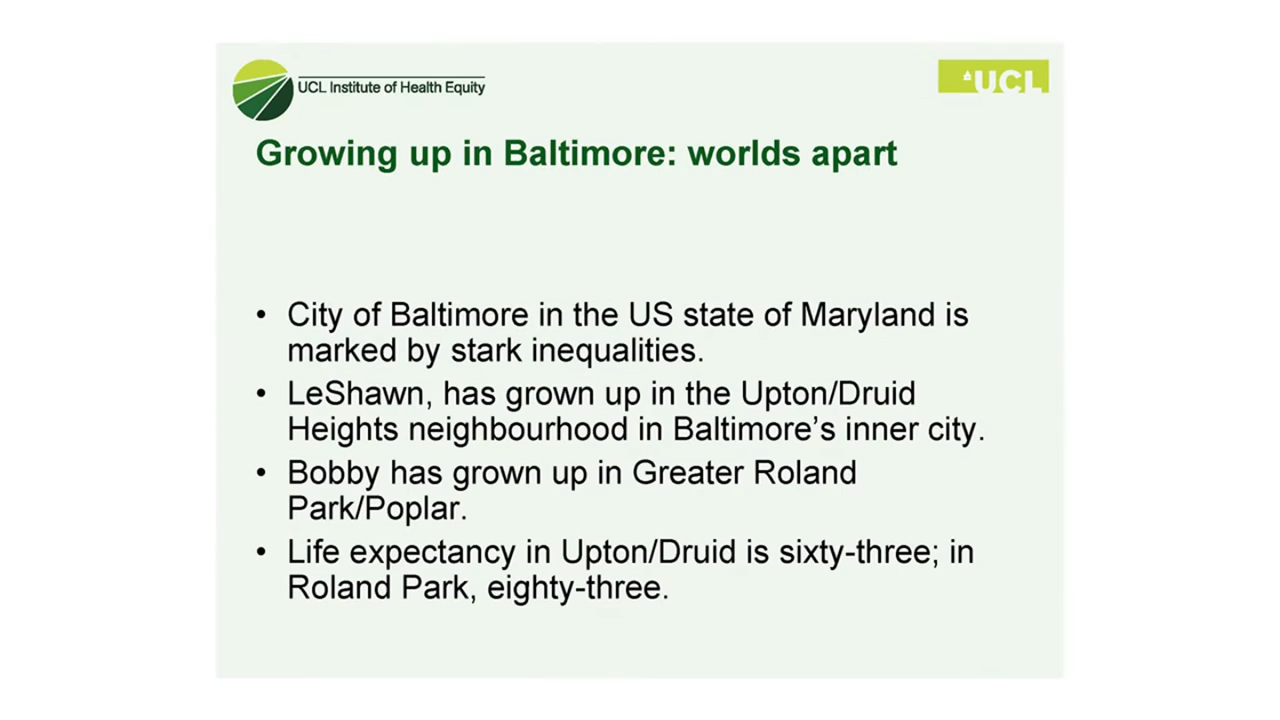 UCL Institute of Health Equity
UCL
Growing up in Baltimore: worlds apart
• City of Baltimore in the US state of Maryland is
marked by stark inequalities.
• LeShawn, has grown up in the Upton/Druid
Heights neighbourhood in Baltimore’s inner city.
• Bobby has grown up in Greater Roland
Park/Poplar.
• Life expectancy in Upton/Druid is sixty-three; in
Roland Park, eighty-three.